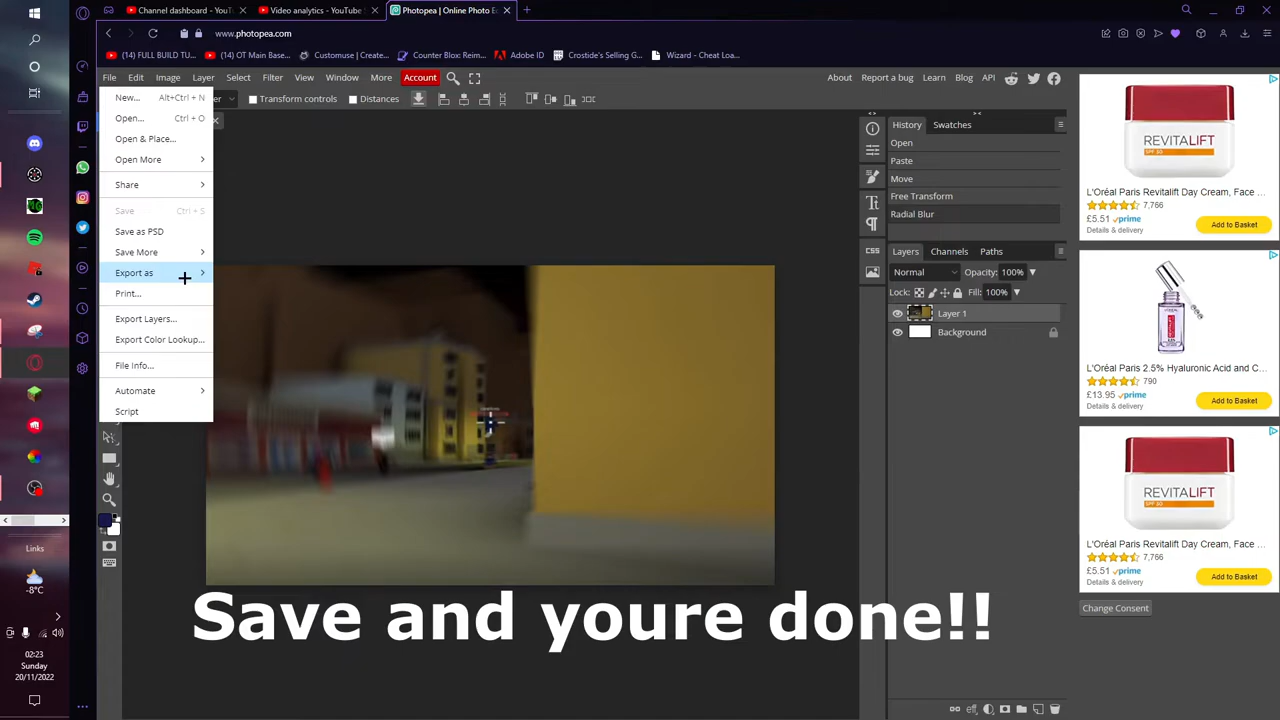 Channel dashboard - YouTu
Video analytics - YouTube S
Photopea | Online Photo E
www.photopea.com
(14) FULL BUILD TU...
(14) OT Main Base...
Customuse | Create...
Counter Blox: Reim...
Adobe ID
Crostide's Selling G...
Wizard - Cheat Loa...
File Edit Image Layer Select Filter View Window More Account
About Report a bug Learn Blog API
Transform controls Distances
New... Alt+Ctrl + N
Open... Ctrl + O
Open & Place...
Open More
Share
Save Ctrl + S
Save as PSD
Save More
Export as
Print...
Export Layers...
Export Color Lookup...
File Info...
Automate
Script
History Swatches
Open
Paste
Move
Free Transform
Radial Blur
CSS
Layers Channels Paths
Normal Opacity: 100%
Lock: Fill: 100%
Layer 1
Background
REVITALIFT
L'Oréal Paris Revitalift Day Cream, Face ...
7,766
£5.51 prime Add to Basket
Details & delivery
L'Oréal Paris 2.5% Hyaluronic Acid and C...
790
£13.95 prime Add to Basket
Details & delivery
REVITALIFT
L'Oréal Paris Revitalift Day Cream, Face ...
7,766
£5.51 prime Add to Basket
Details & delivery
Change Consent
Save and youre done!!
Links
-8°C
02:23
Sunday
20/11/2022